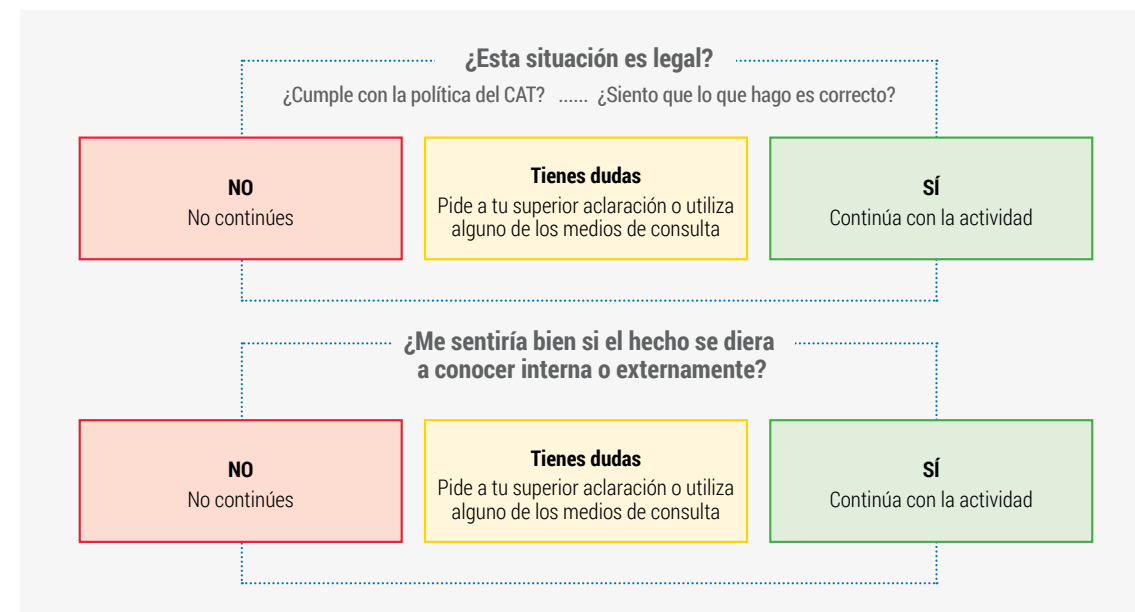 ¿Esta situación es legal?
¿Cumple con la política del CAT? ...... ¿Siento que lo que hago es correcto?
NO
No continúes
Tienes dudas
Pide a tu superior aclaración o utiliza
alguno de los medios de consulta
SÍ
Continúa con la actividad
¿Me sentiría bien si el hecho se diera
a conocer interna o externamente?
NO
No continúes
Tienes dudas
Pide a tu superior aclaración o utiliza
alguno de los medios de consulta
SÍ
Continúa con la actividad